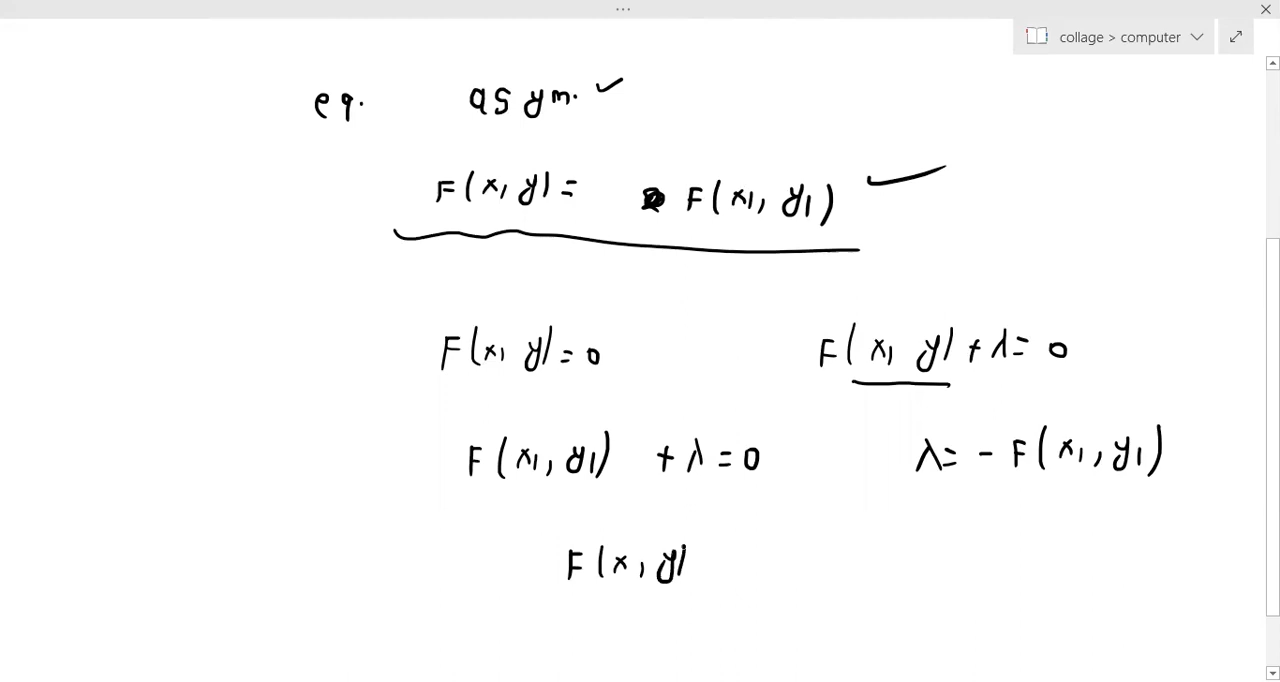 collage > computer
eq. asym.
F(x, y) = F(x1, y1)
F(x, y) = 0 F(x, y) + λ = 0
F(x1, y1) + λ = 0 λ = - F(x1, y1)
F(x, y)